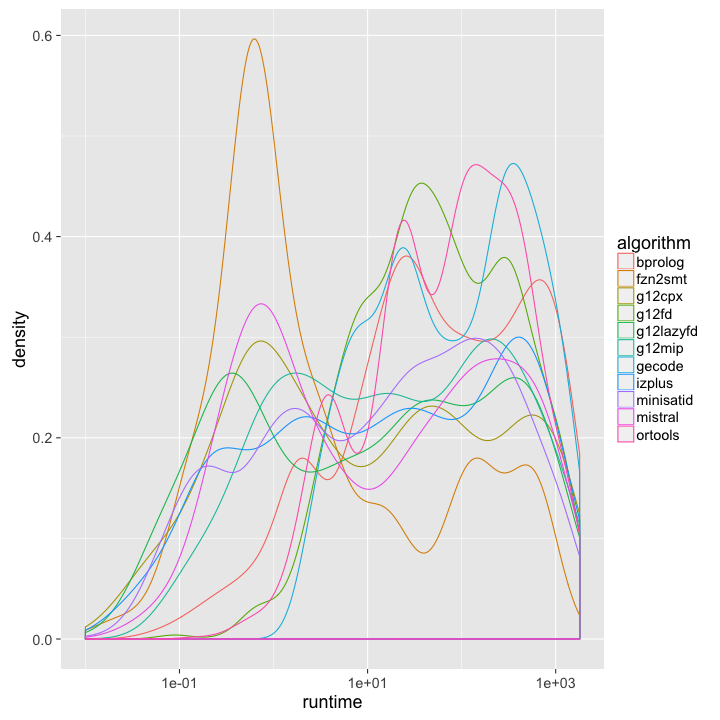 0.6
0.4
0.2
0.0
density
1e-01
1e+01
1e+03
runtime
algorithm
bprolog
fzn2smt
g12cpx
g12fd
g12lazyfd
g12mip
gecode
izplus
minisatid
mistral
ortools